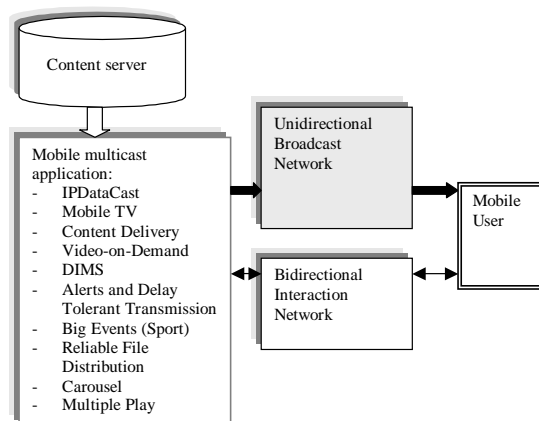 Content server
Mobile multicast
application:
- IPDataCast
- Mobile TV
- Content Delivery
- Video-on-Demand
- DIMS
- Alerts and Delay
Tolerant Transmission
- Big Events (Sport)
- Reliable File
Distribution
- Carousel
- Multiple Play
Unidirectional
Broadcast
Network
Bidirectional
Interaction
Network
Mobile
User